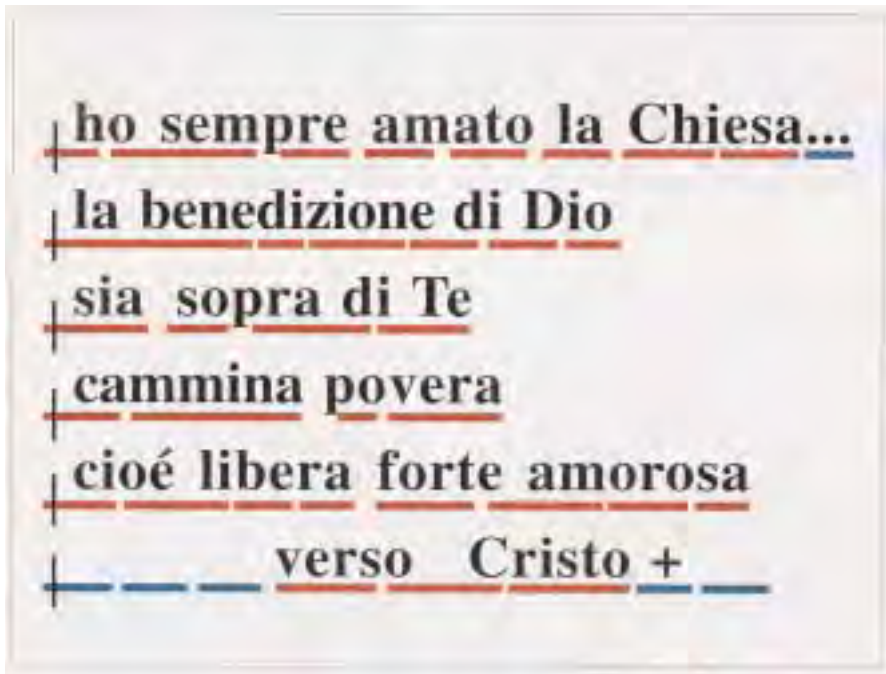 ho sempre amato la Chiesa...
la benedizione di Dio
sia sopra di Te
cammina povera
cioé libera forte amorosa
verso Cristo +